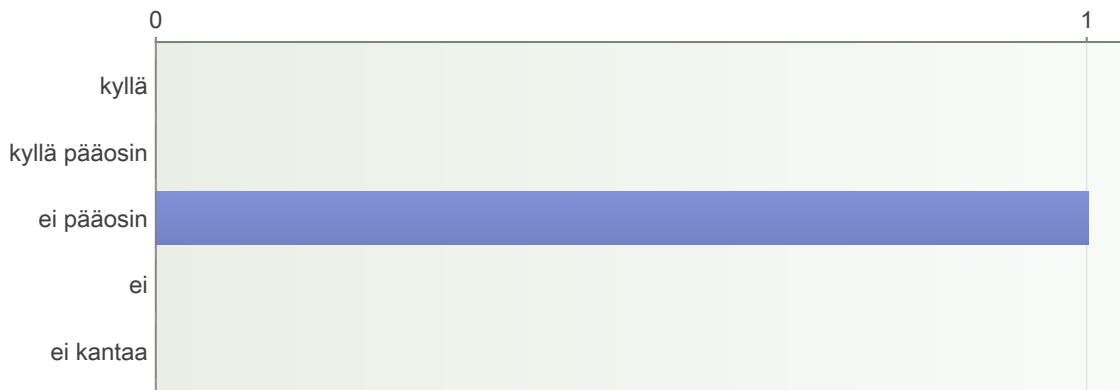 0 1
kyllä
kyllä pääosin
ei pääosin
ei
ei kantaa